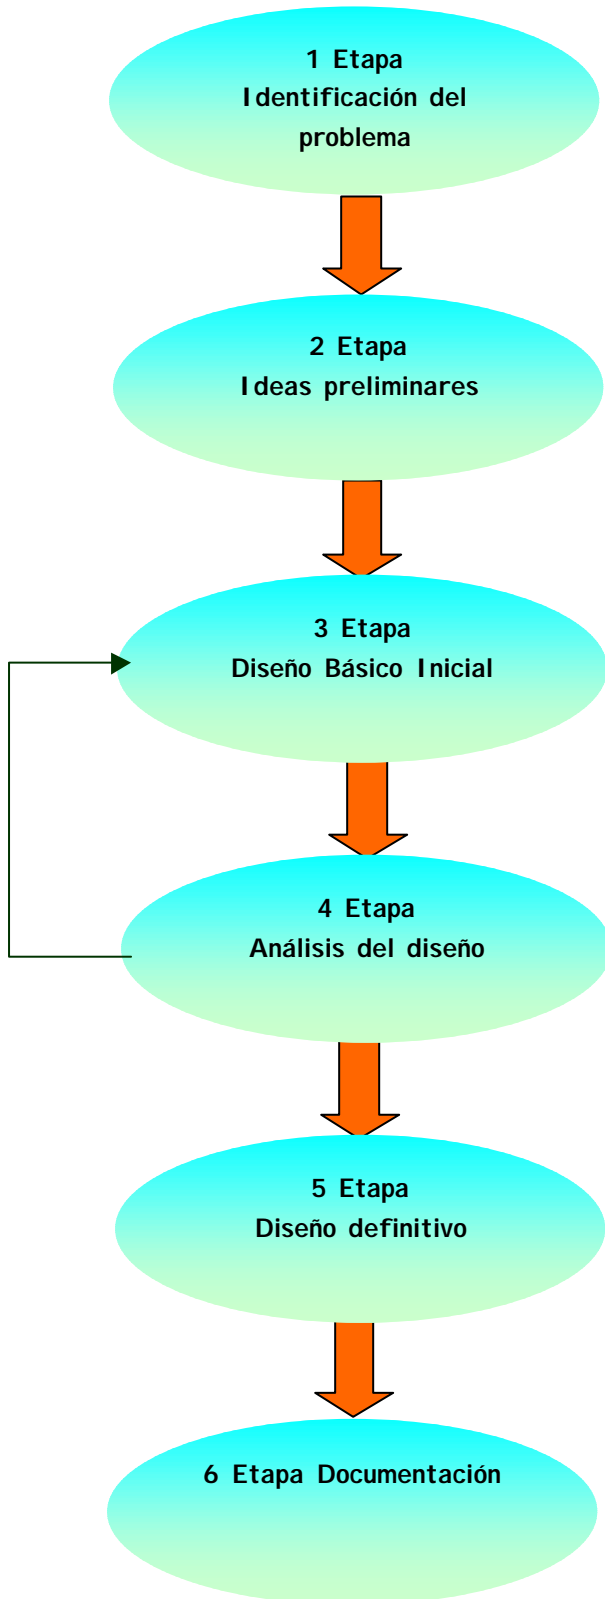 1 Etapa
Identificación del
problema
2 Etapa
Ideas preliminares
3 Etapa
Diseño Básico Inicial
4 Etapa
Análisis del diseño
5 Etapa
Diseño definitivo
6 Etapa Documentación